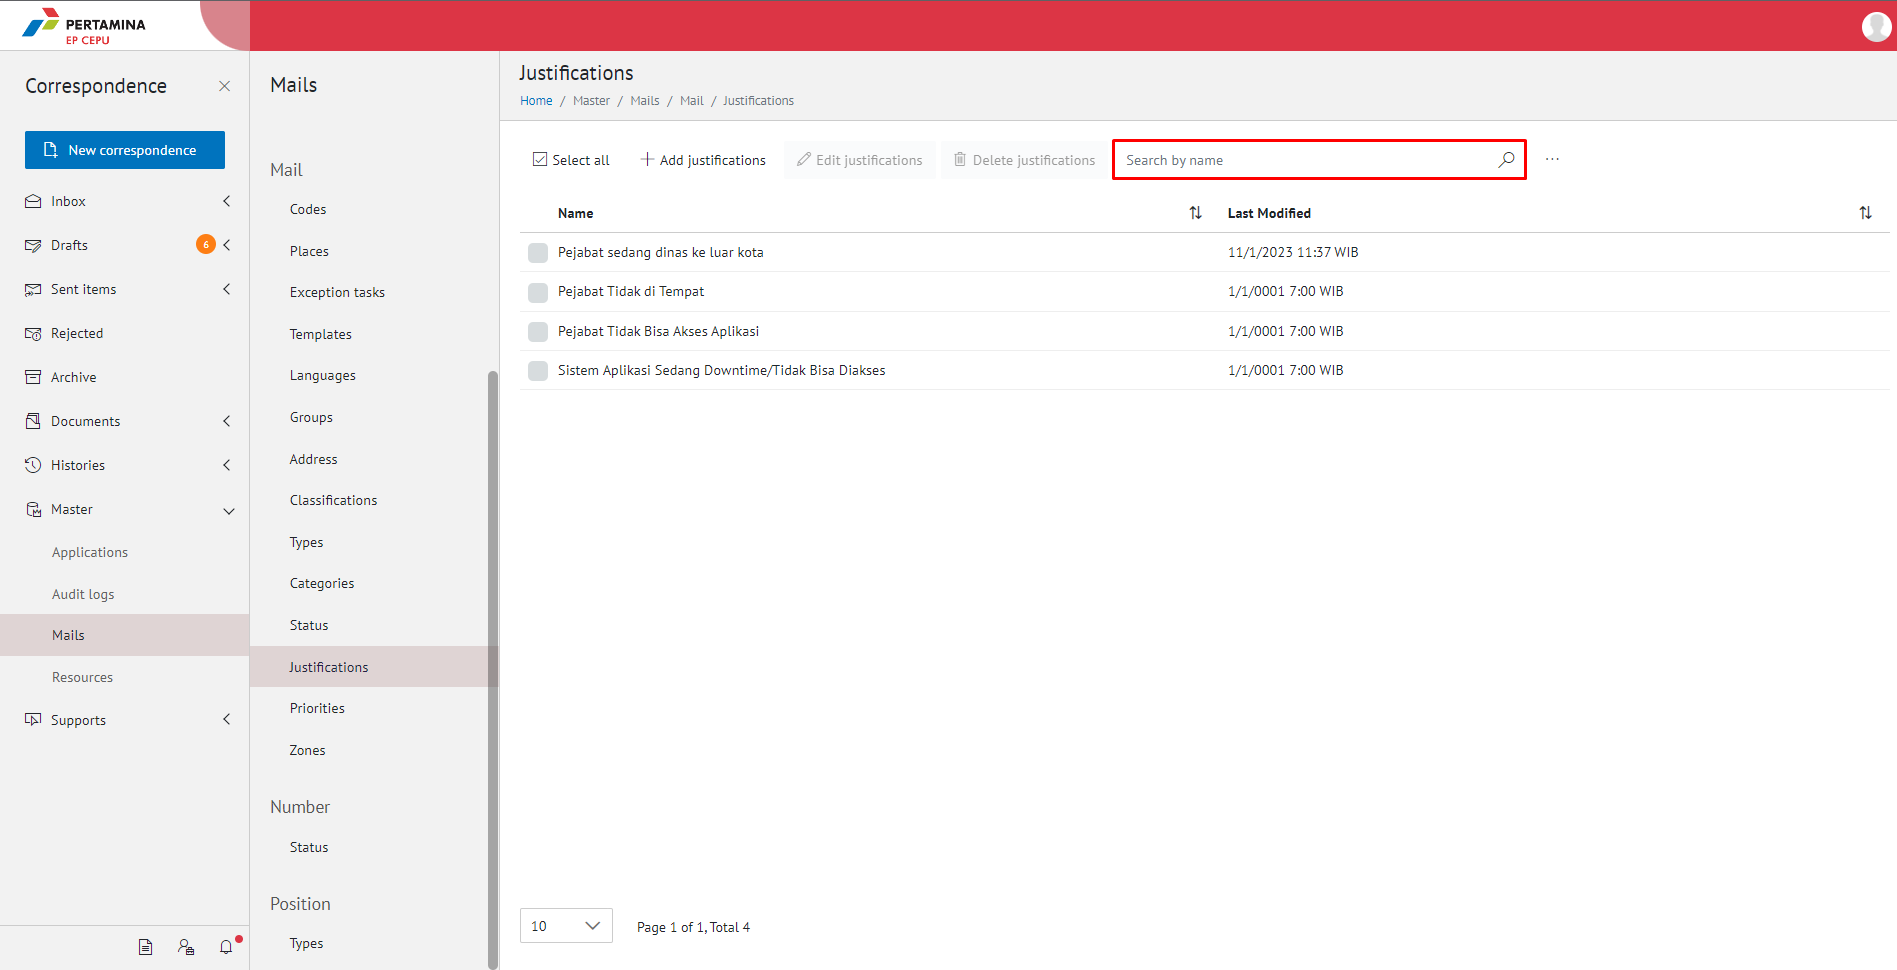 PERTAMINA
EP CEPU
Correspondence
New correspondence
Inbox
Drafts
6
Sent items
Rejected
Archive
Documents
Histories
Master
Applications
Audit logs
Mails
Resources
Supports
Mails
Mail
Codes
Places
Exception tasks
Templates
Languages
Groups
Address
Classifications
Types
Categories
Status
Justifications
Priorities
Zones
Number
Status
Position
Types
Justifications
Home / Master / Mails / Mail / Justifications
Select all
Add justifications
Edit justifications
Delete justifications
Search by name
...
Name Last Modified
Pejabat sedang dinas ke luar kota 11/1/2023 11:37 WIB
Pejabat Tidak di Tempat 1/1/0001 7:00 WIB
Pejabat Tidak Bisa Akses Aplikasi 1/1/0001 7:00 WIB
Sistem Aplikasi Sedang Downtime/Tidak Bisa Diakses 1/1/0001 7:00 WIB
10
Page 1 of 1, Total 4